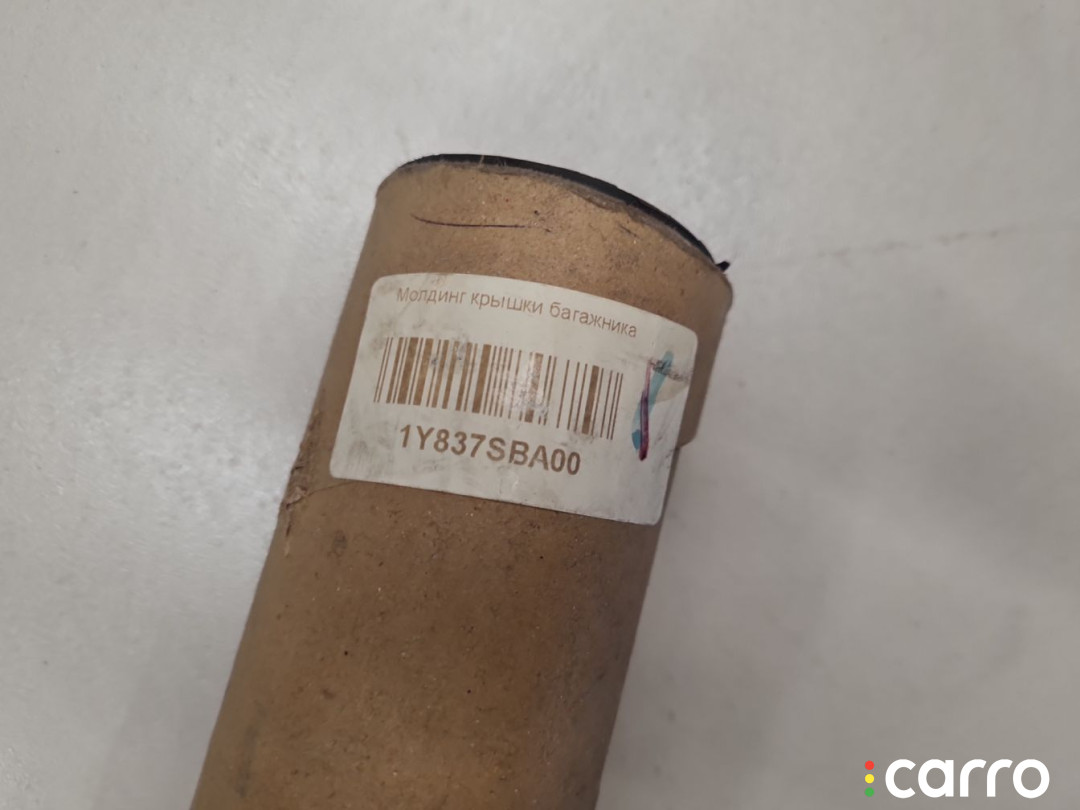 Молдинг крышки багажника
1Y837SBA00
carro